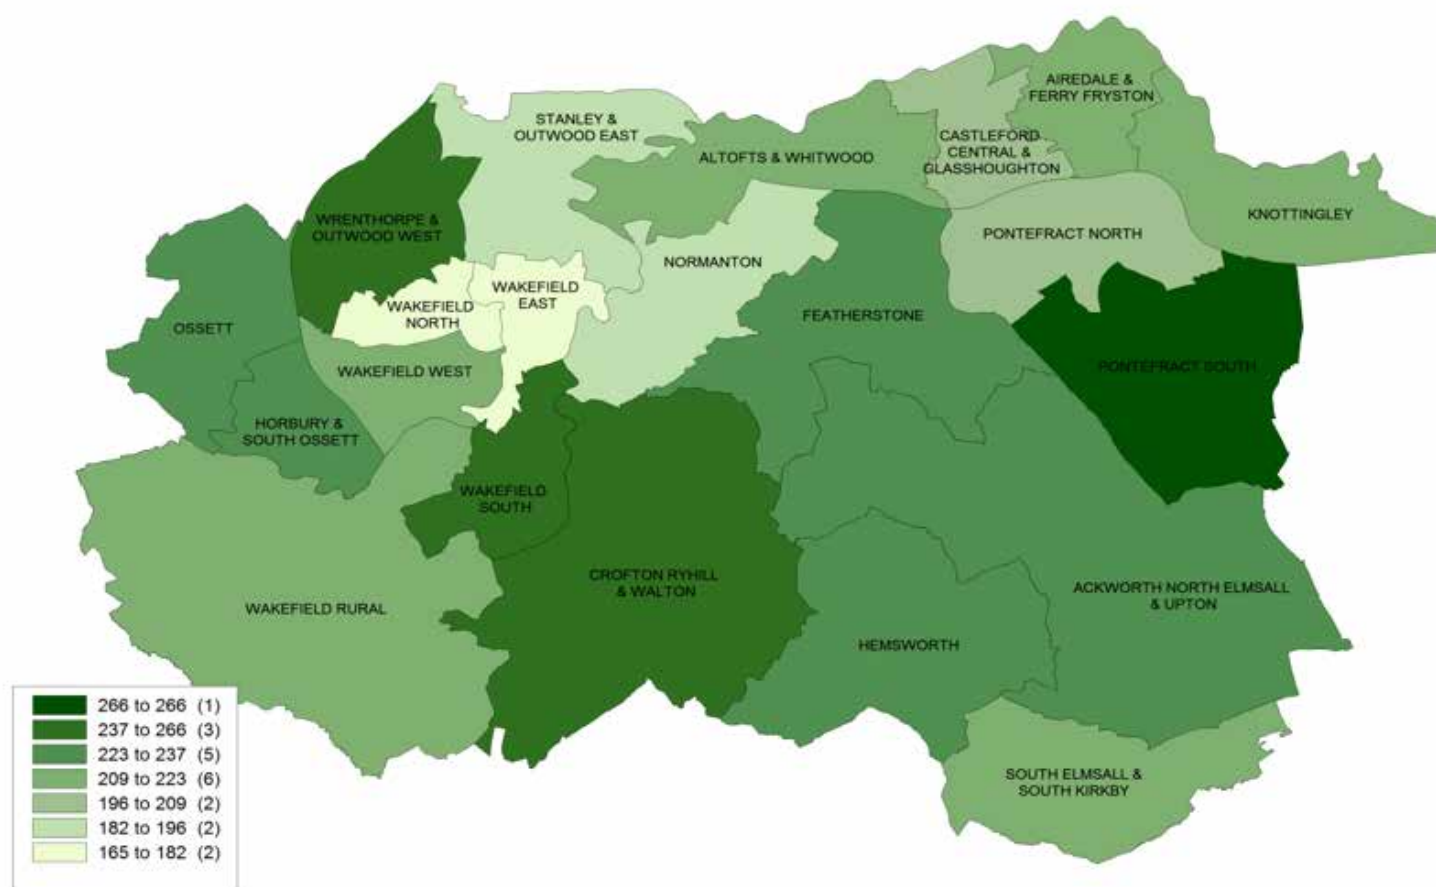 AIREDALE &
FERRY FRYSTON
STANLEY &
OUTWOOD EAST
CASTLEFORD
CENTRAL &
GLASSHOUGHTON
ALTOFTS & WHITWOOD
KNOTTINGLEY
WRENTHORPE &
OUTWOOD WEST
PONTEFRACT NORTH
NORMANTON
WAKEFIELD
EAST
WAKEFIELD
NORTH
OSSETT
FEATHERSTONE
PONTEFRACT SOUTH
WAKEFIELD WEST
HORBURY &
SOUTH OSSETT
WAKEFIELD
SOUTH
CROFTON RYHILL
& WALTON
ACKWORTH NORTH ELMSALL
& UPTON
WAKEFIELD RURAL
HEMSWORTH
SOUTH ELMSALL &
SOUTH KIRKBY
266 to 266 (1)
237 to 266 (3)
223 to 237 (5)
209 to 223 (6)
196 to 209 (2)
182 to 196 (2)
165 to 182 (2)